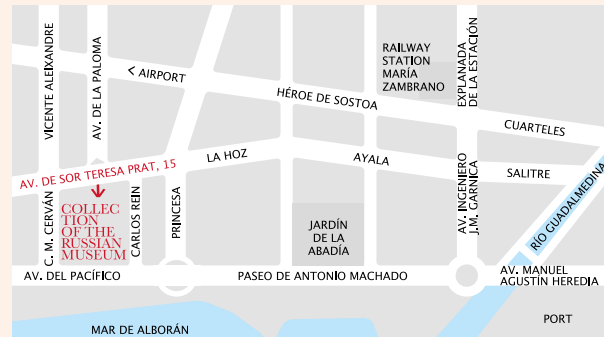 VICENTE ALEIXANDRE
AV. DE LA PALOMA
< AIRPORT
HÉROE DE SOSTOA
RAILWAY
STATION
MARÍA
ZAMBRANO
EXPLANADA
DE LA ESTACIÓN
CUARTELES
AV. DE SOR TERESA PRAT, 15
LA HOZ
AYALA
SALITRE
C. M. CERVÁN
COLLEC
TION
OF THE
RUSSIAN
MUSEUM
CARLOS REIN
PRINCESA
JARDÍN
DE LA
ABADÍA
AV. INGENIERO
J.M. GARNICA
RÍO GUADALMEDINA
AV. DEL PACÍFICO
PASEO DE ANTONIO MACHADO
AV. MANUEL
AGUSTÍN HEREDIA
MAR DE ALBORÁN
PORT